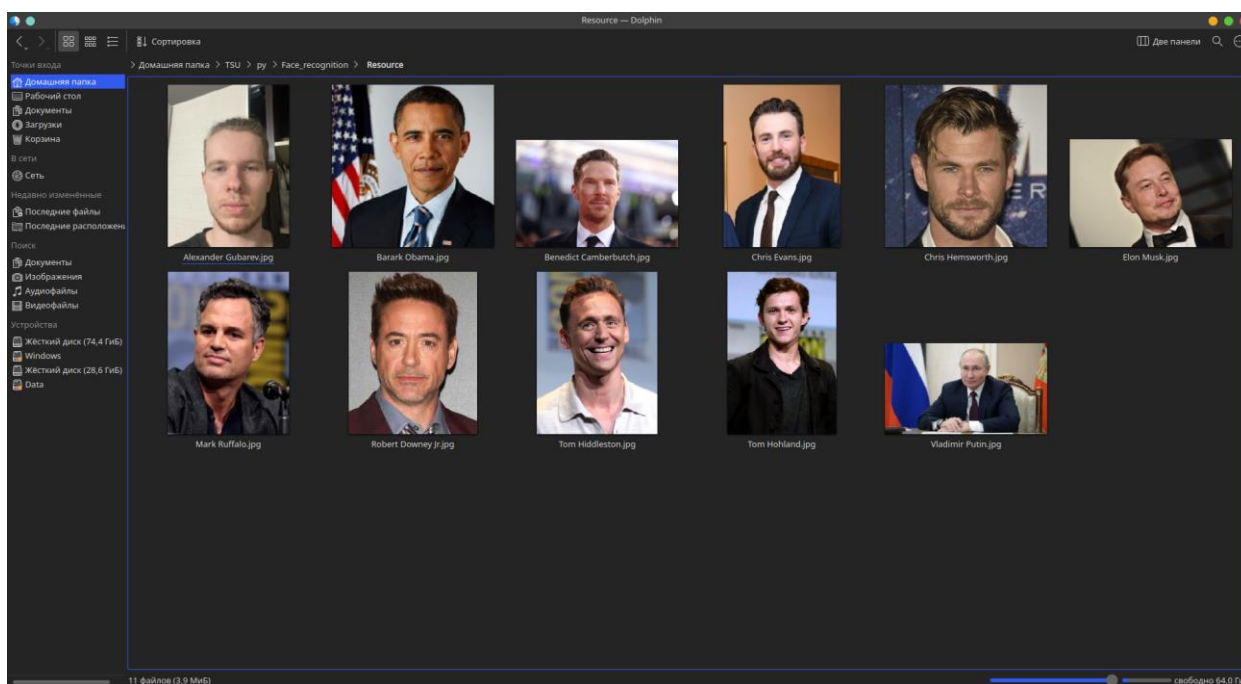 Resource — Dolphin
Сортировка
Две панели
Точки входа
Домашняя папка
Рабочий стол
Документы
Загрузки
Корзина
В сети
Сеть
Недавно изменённые
Последние файлы
Последние расположен
Поиск
Документы
Изображения
Аудиофайлы
Видеофайлы
Устройства
Жёсткий диск (74,4 ГиБ)
Windows
Жёсткий диск (28,6 ГиБ)
Data
> Домашняя папка > TSU > py > Face_recognition > Resource
Alexander Gubarev.jpg
Barark Obama.jpg
Benedict Camberbutch.jpg
Chris Evans.jpg
Chris Hemsworth.jpg
Elon Musk.jpg
Mark Ruffalo.jpg
Robert Downey Jr.jpg
Tom Hiddleston.jpg
Tom Hohland.jpg
Vladimir Putin.jpg
11 файлов (3,9 МиБ)
свободно 64,0 Ги